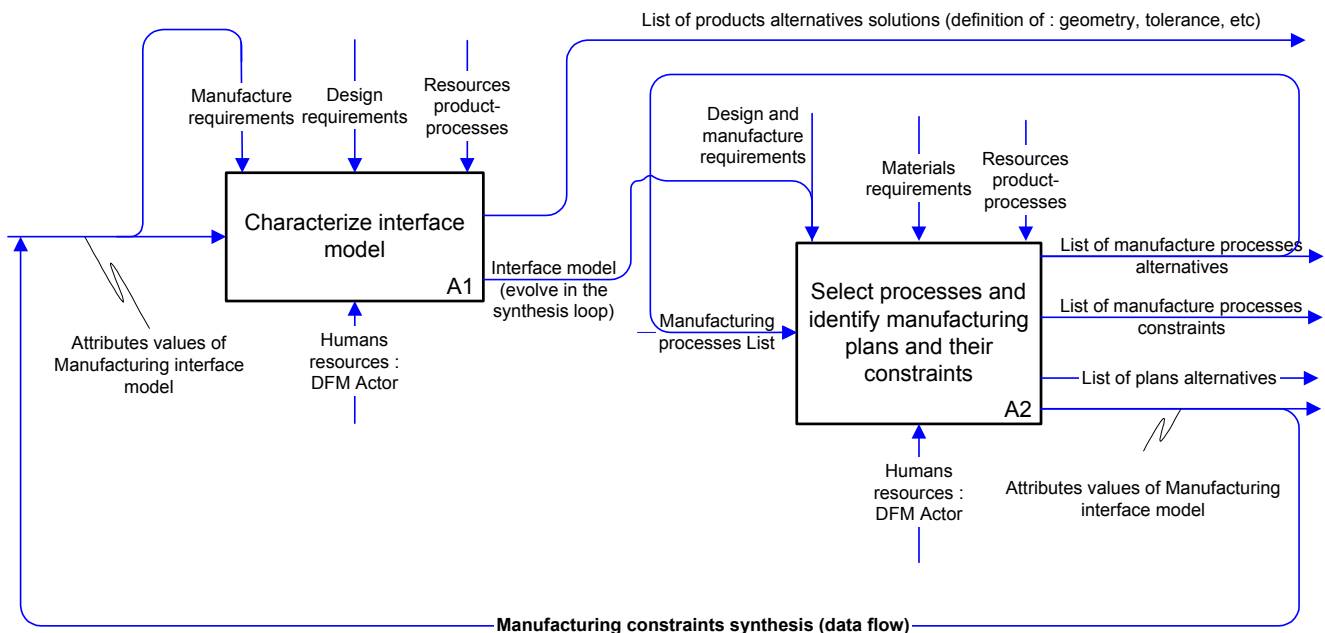 List of products alternatives solutions (definition of : geometry, tolerance, etc)
Manufacture
requirements
Design
requirements
Resources
product-
processes
Characterize interface
model
A1
Attributes values of
Manufacturing interface
model
Humans
resources :
DFM Actor
Interface model
(evolve in the
synthesis loop)
Design and
manufacture
requirements
Materials
requirements
Resources
product-
processes
Manufacturing
processes List
Select processes and
identify manufacturing
plans and their
constraints
A2
List of manufacture processes
alternatives
List of manufacture processes
constraints
List of plans alternatives
Humans
resources :
DFM Actor
Attributes values of Manufacturing
interface model
Manufacturing constraints synthesis (data flow)